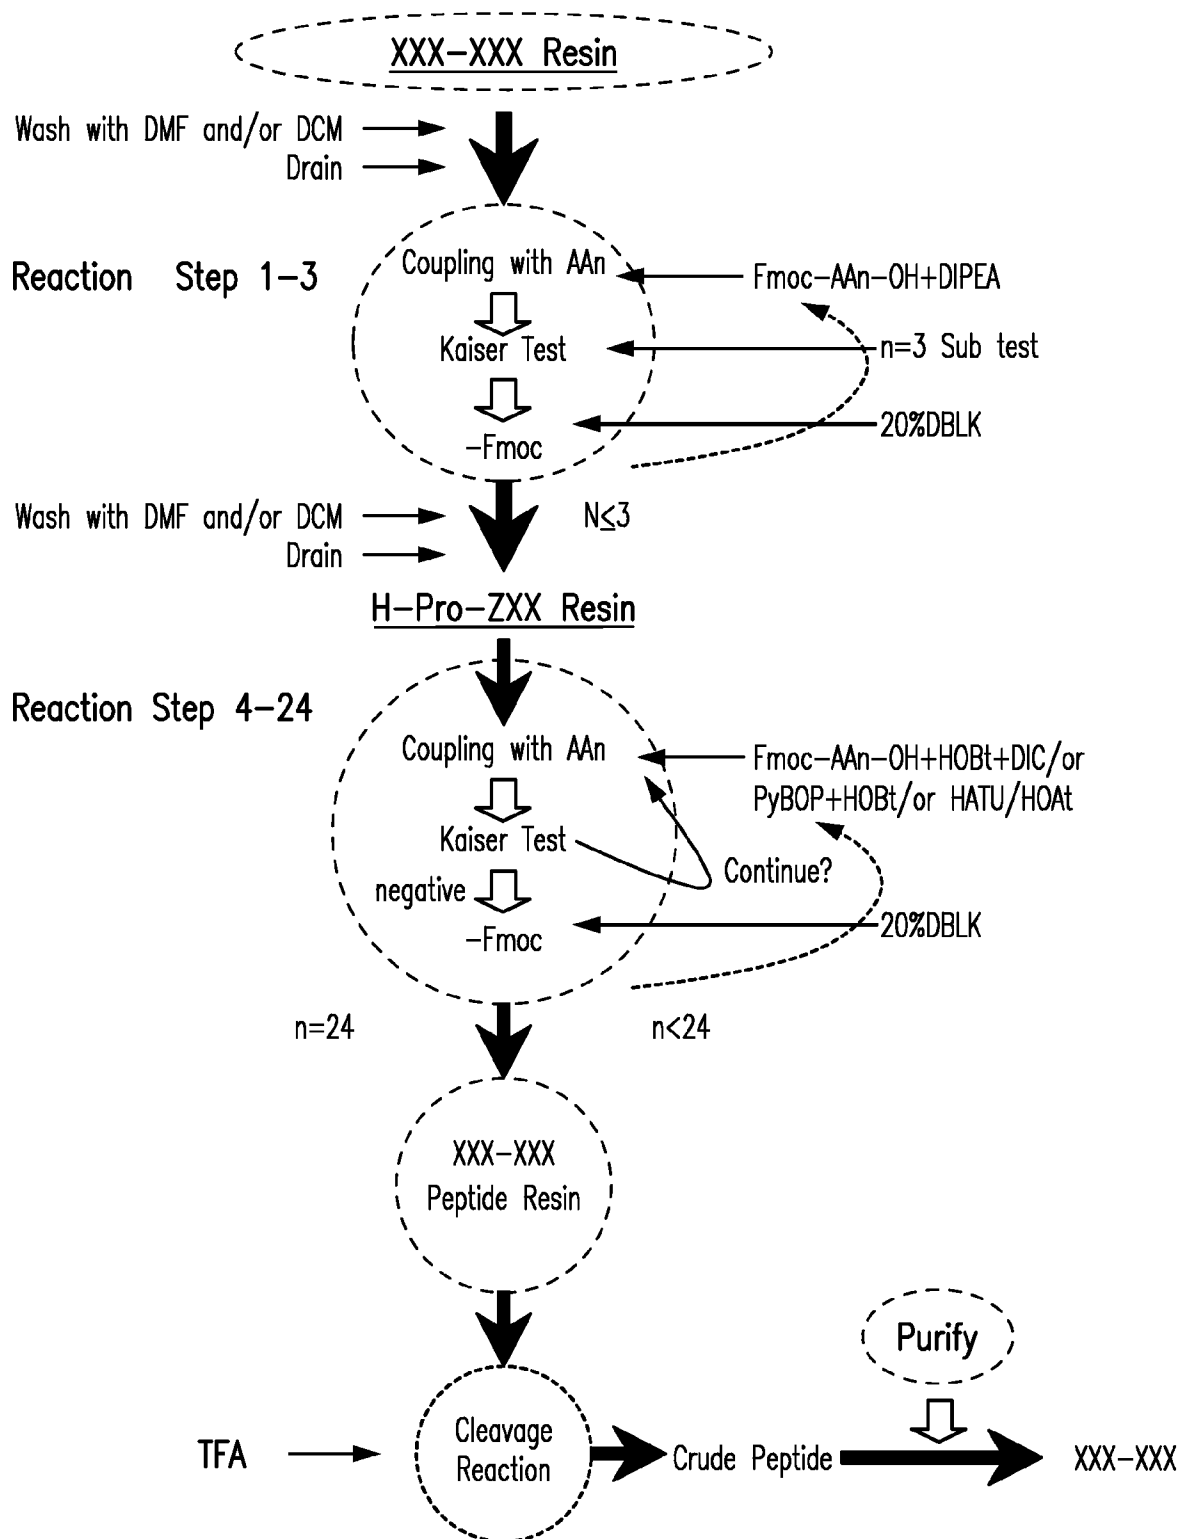 XXX-XXX Resin
Wash with DMF and/or DCM
Drain
Reaction Step 1-3
Coupling with AAn
Fmoc-AAn-OH+DIPEA
Kaiser Test
n=3 Sub test
-Fmoc
20%DBLK
Wash with DMF and/or DCM
Drain
N≤3
H-Pro-ZXX Resin
Reaction Step 4-24
Coupling with AAn
Fmoc-AAn-OH+HOBt+DIC/or
PyBOP+HOBt/or HATU/HOAt
Kaiser Test
Continue?
negative
-Fmoc
20%DBLK
n=24
n<24
XXX-XXX
Peptide Resin
Purify
TFA
Cleavage
Reaction
Crude Peptide
XXX-XXX